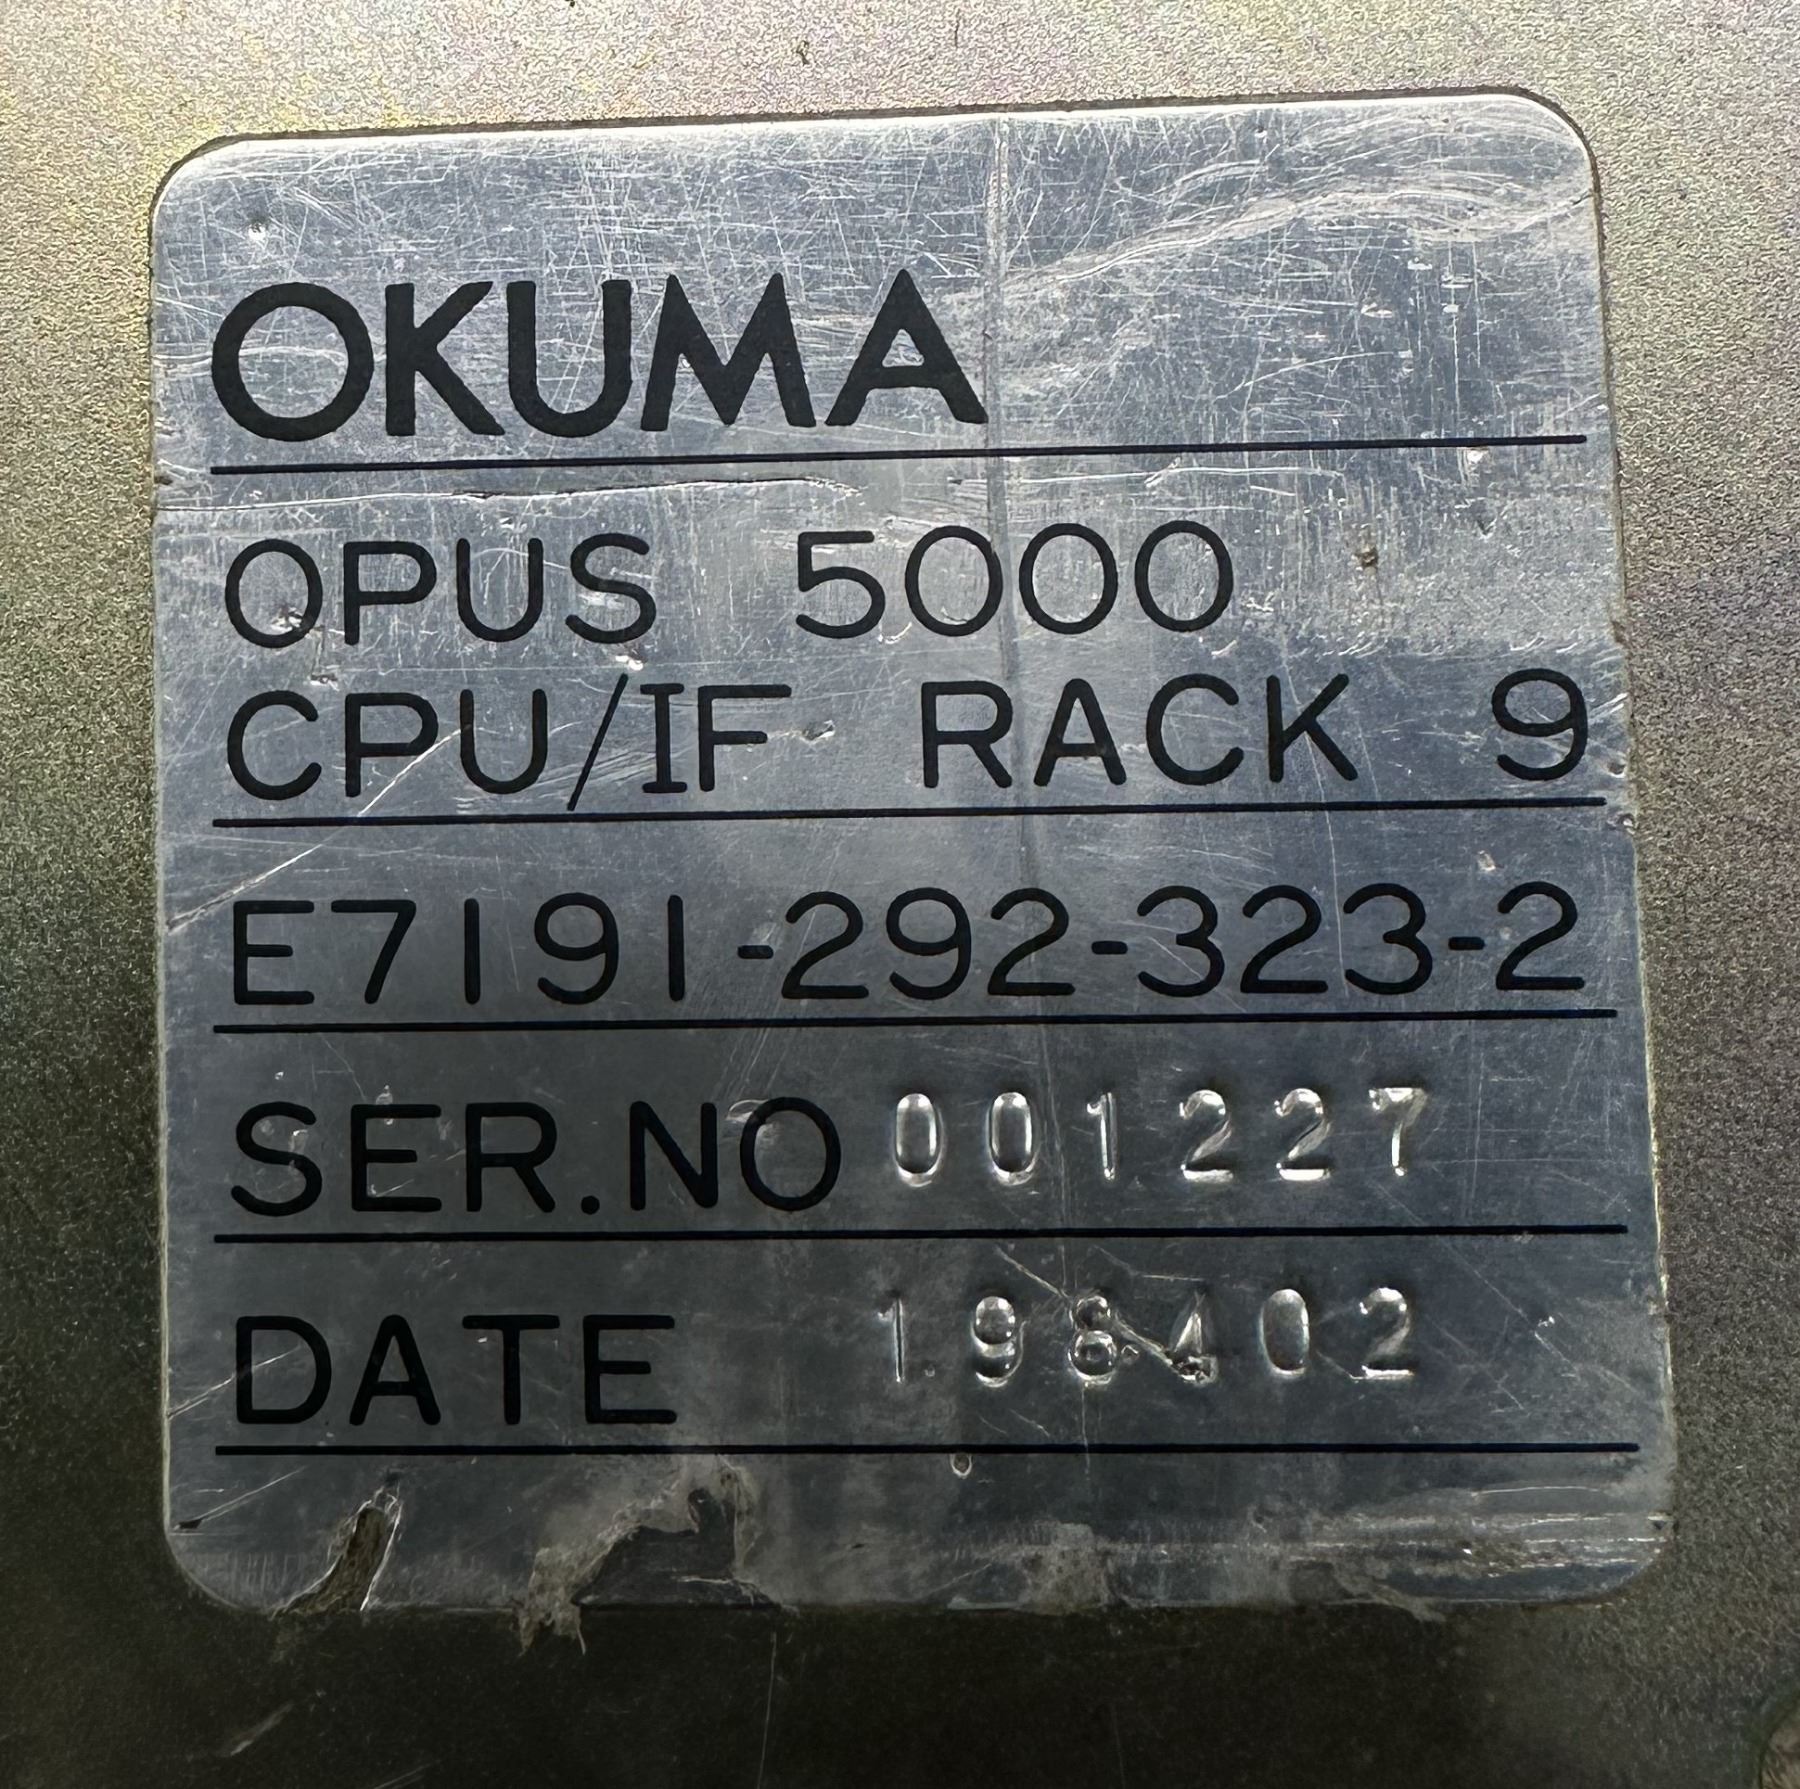 OKUMA
OPUS 5000
CPU/IF RACK 9
E7191-292-323-2
SER.NO 001227
DATE 198402